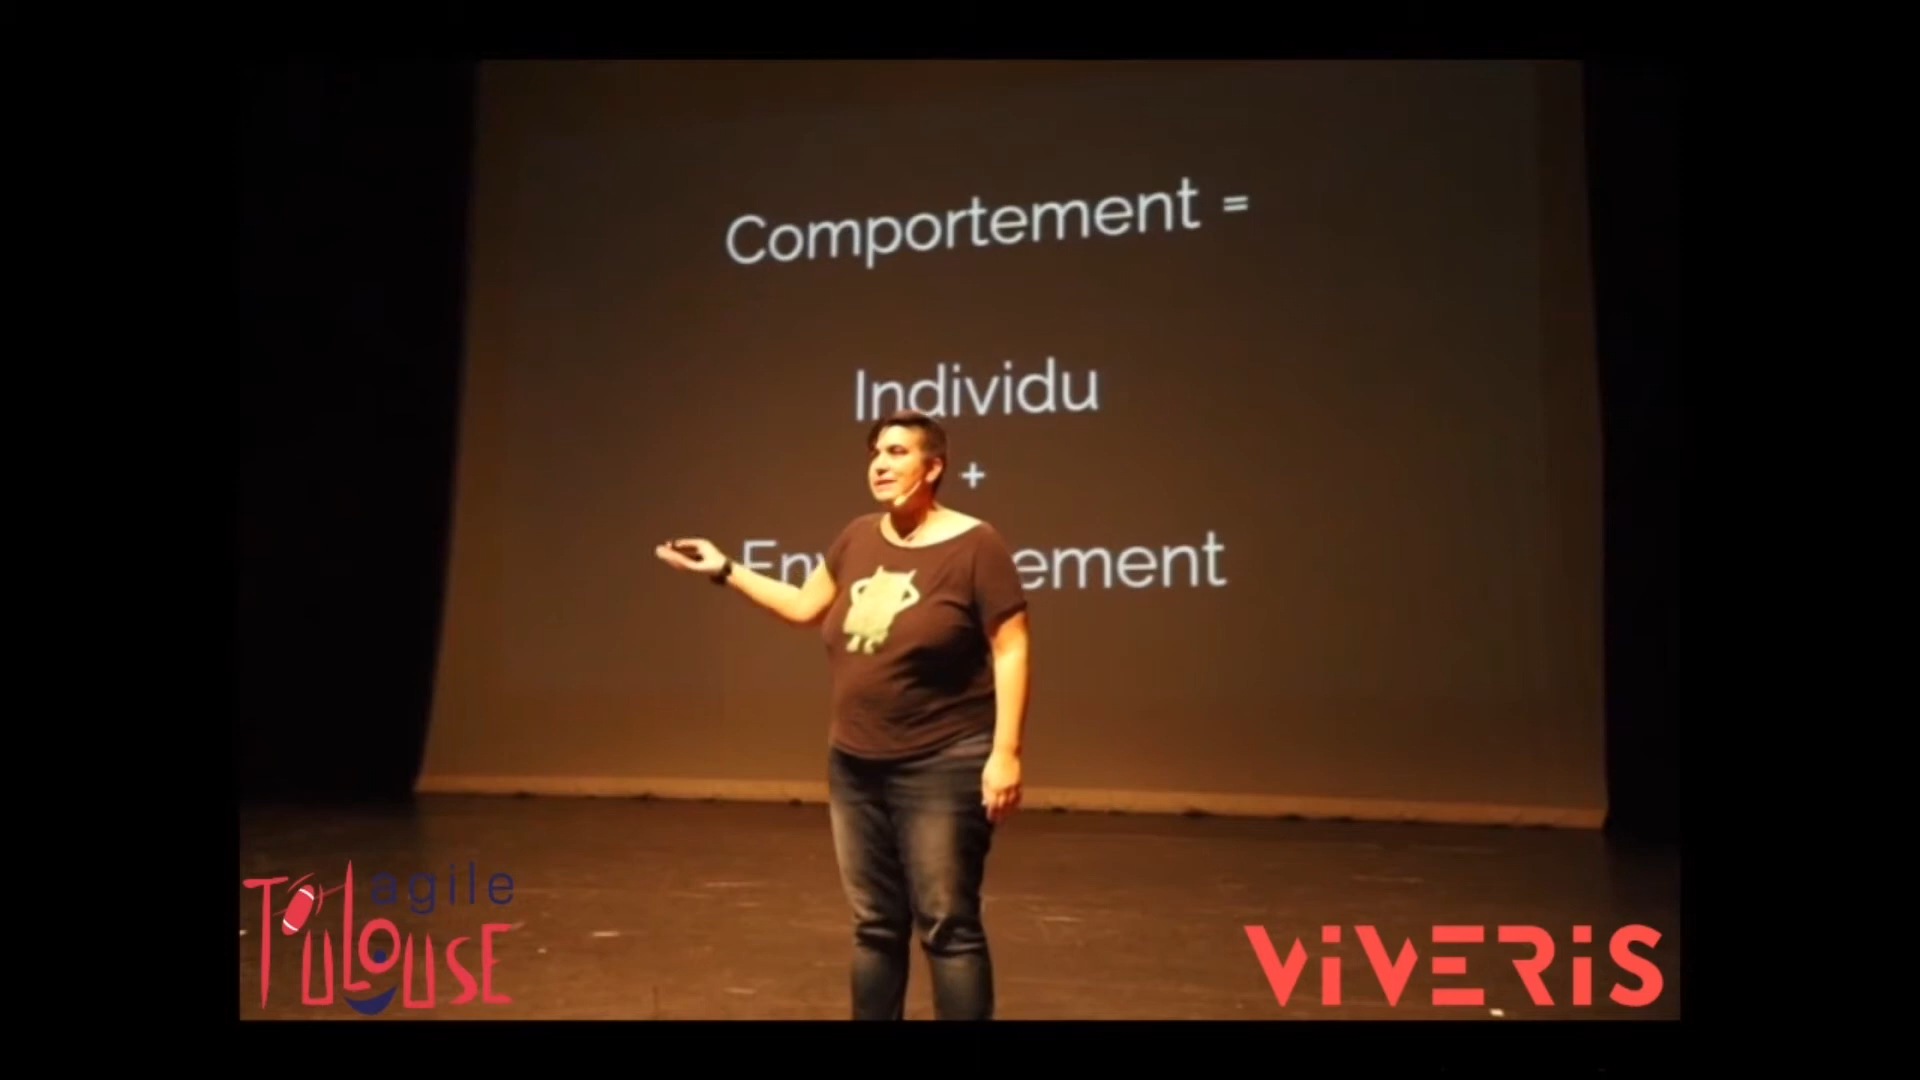 Comportement =
Individu
+
agile
TOULOUSE
ViVERiS